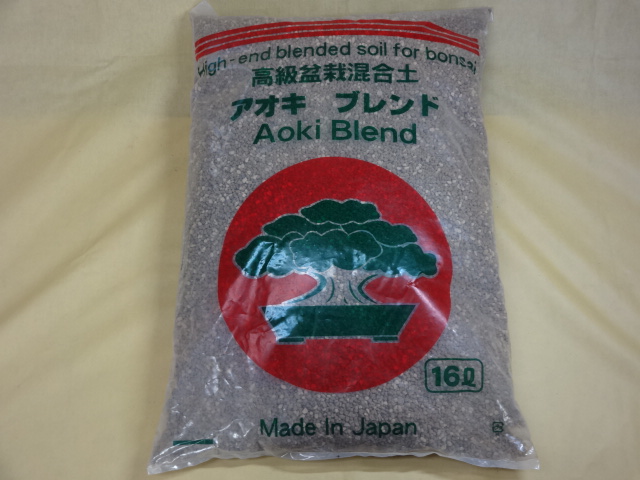 High-end blended soil for bonsai
高級盆栽混合土
アオキ ブレンド
Aoki Blend
16ℓ
Made In Japan